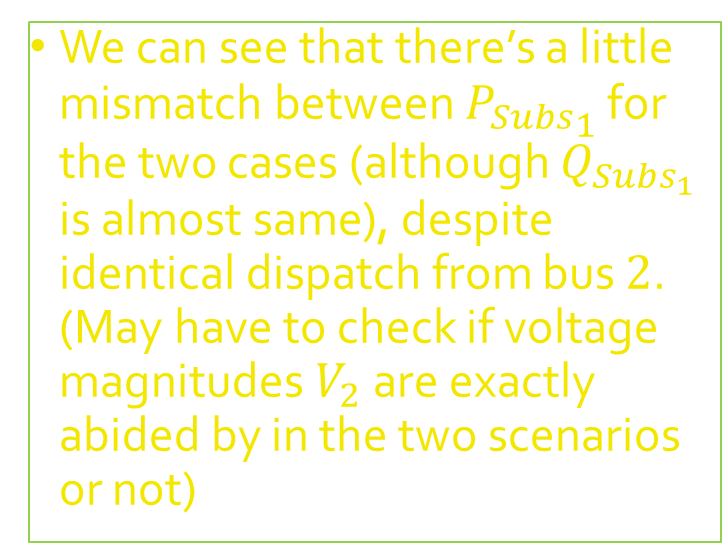 • We can see that there's a little
mismatch between $P_{Subs_1}$ for
the two cases (although $Q_{Subs_1}$
is almost same), despite
identical dispatch from bus 2.
(May have to check if voltage
magnitudes $V_2$ are exactly
abided by in the two scenarios
or not)